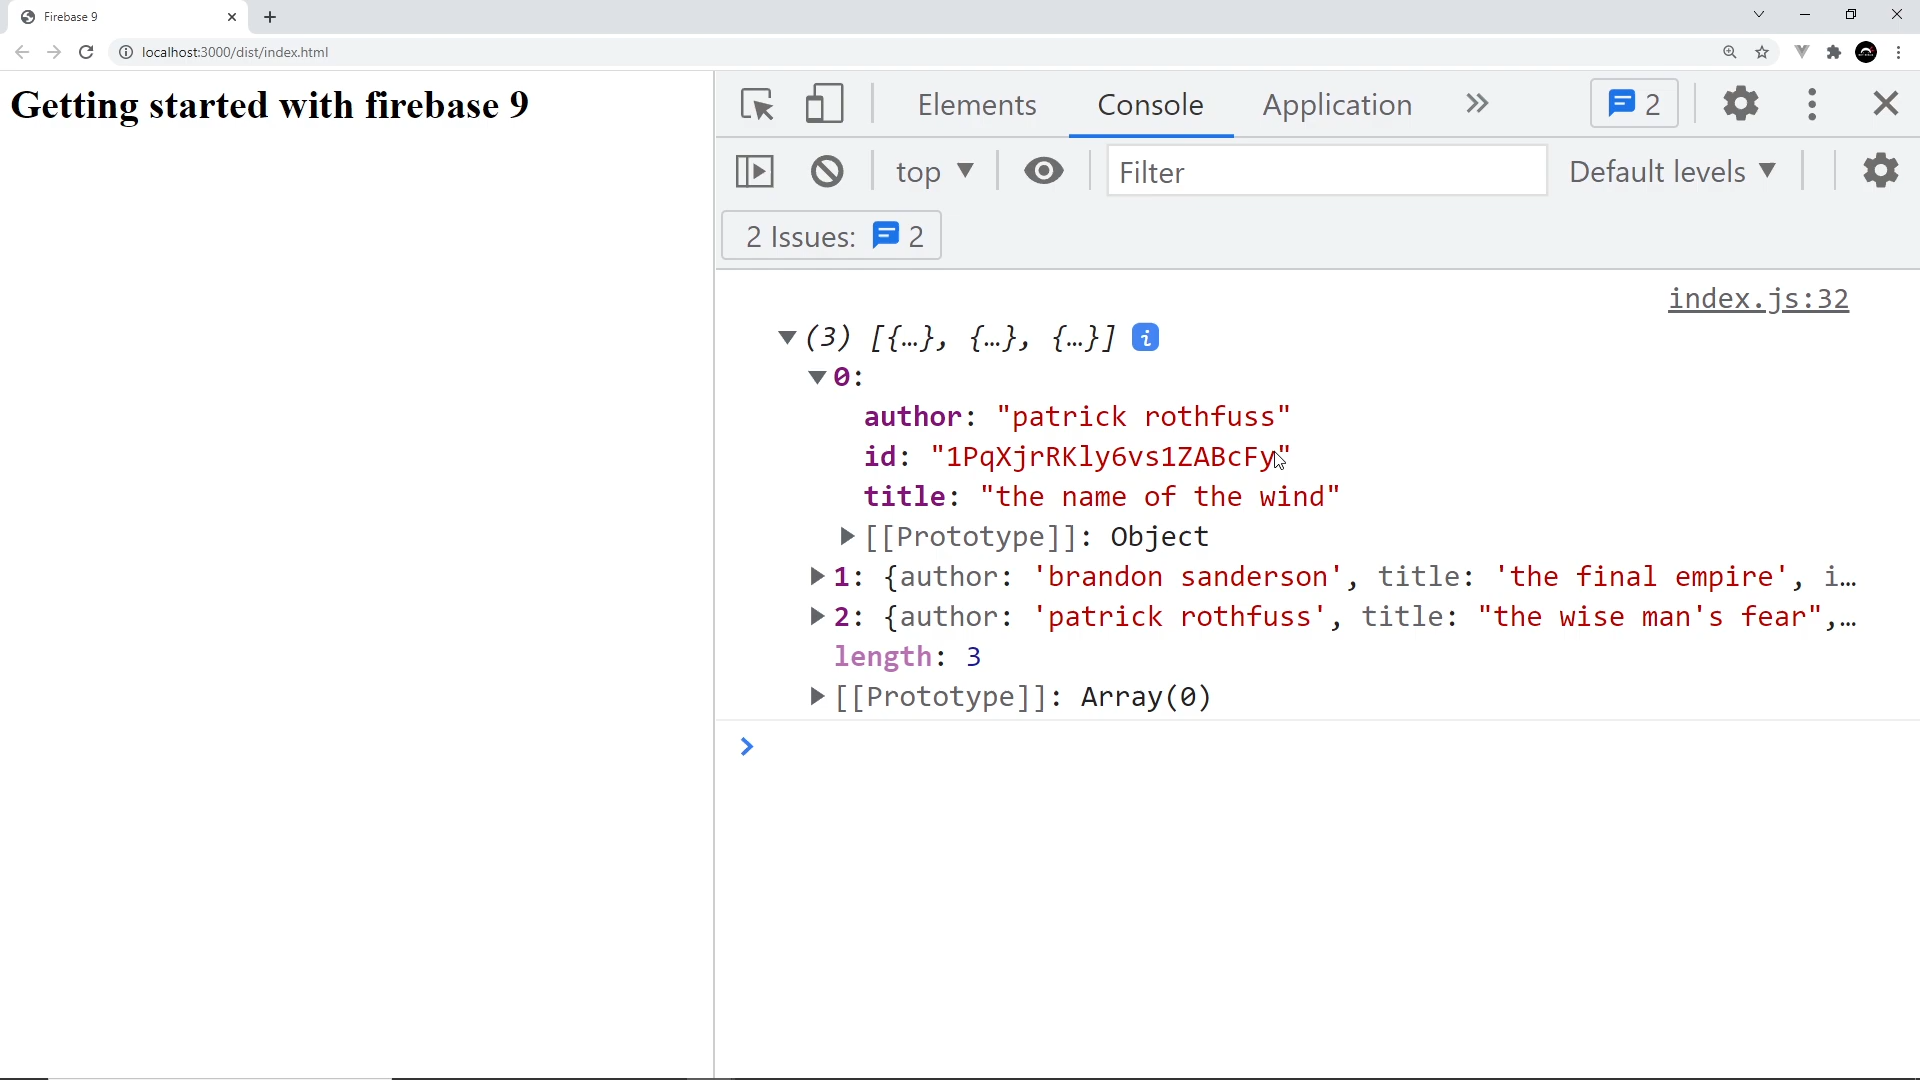 Firebase 9
localhost:3000/dist/index.html
Getting started with firebase 9
Elements
Console
Application
2
top
Filter
Default levels
2 Issues:
2
index.js:32
(3) [{…}, {…}, {…}] i
0:
author: "patrick rothfuss"
id: "1PqXjrRKly6vs1ZABcFy"
title: "the name of the wind"
[[Prototype]]: Object
1: {author: 'brandon sanderson', title: 'the final empire', i…
2: {author: 'patrick rothfuss', title: "the wise man's fear",…
length: 3
[[Prototype]]: Array(0)